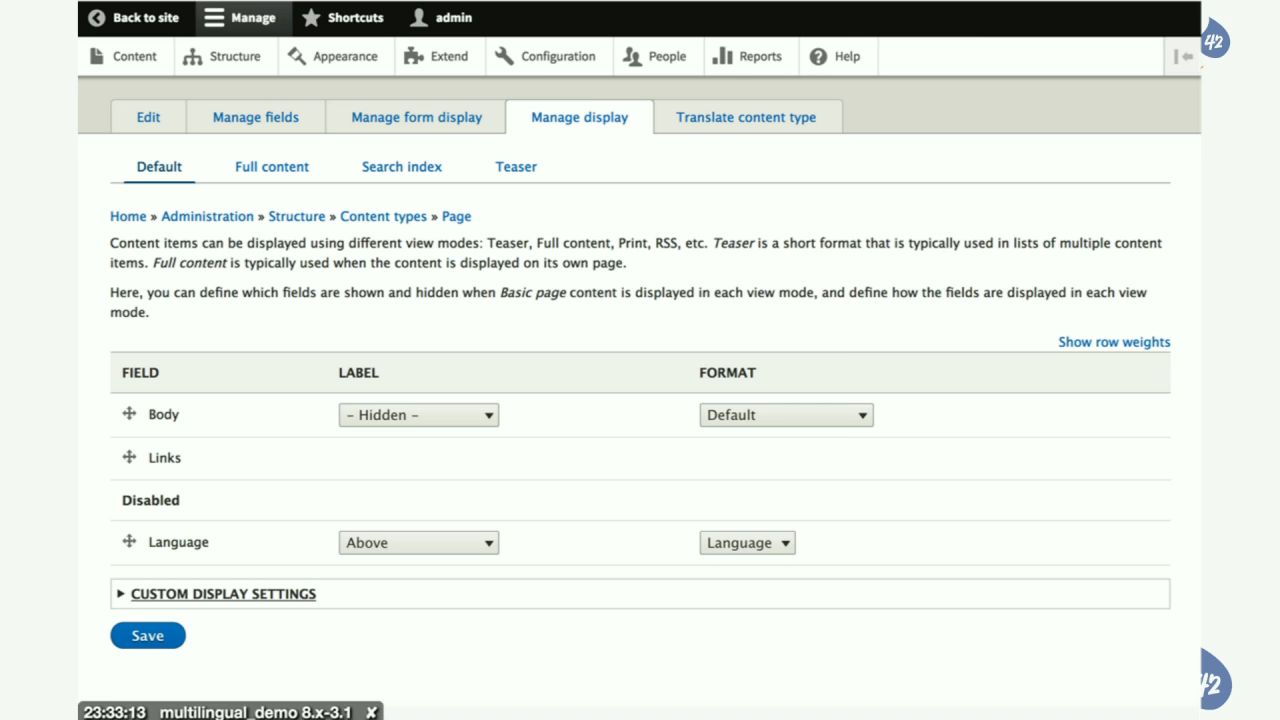 Back to site Manage Shortcuts admin
42
Content Structure Appearance Extend Configuration People Reports Help
Edit Manage fields Manage form display Manage display Translate content type
Default Full content Search index Teaser
Home » Administration » Structure » Content types » Page
Content items can be displayed using different view modes: Teaser, Full content, Print, RSS, etc. Teaser is a short format that is typically used in lists of multiple content
items. Full content is typically used when the content is displayed on its own page.
Here, you can define which fields are shown and hidden when Basic page content is displayed in each view mode, and define how the fields are displayed in each view
mode.
Show row weights
FIELD LABEL FORMAT
Body - Hidden - Default
Links
Disabled
Language Above Language
CUSTOM DISPLAY SETTINGS
Save
42
23:33:13 multilingual_demo 8.x-3.1 ✘